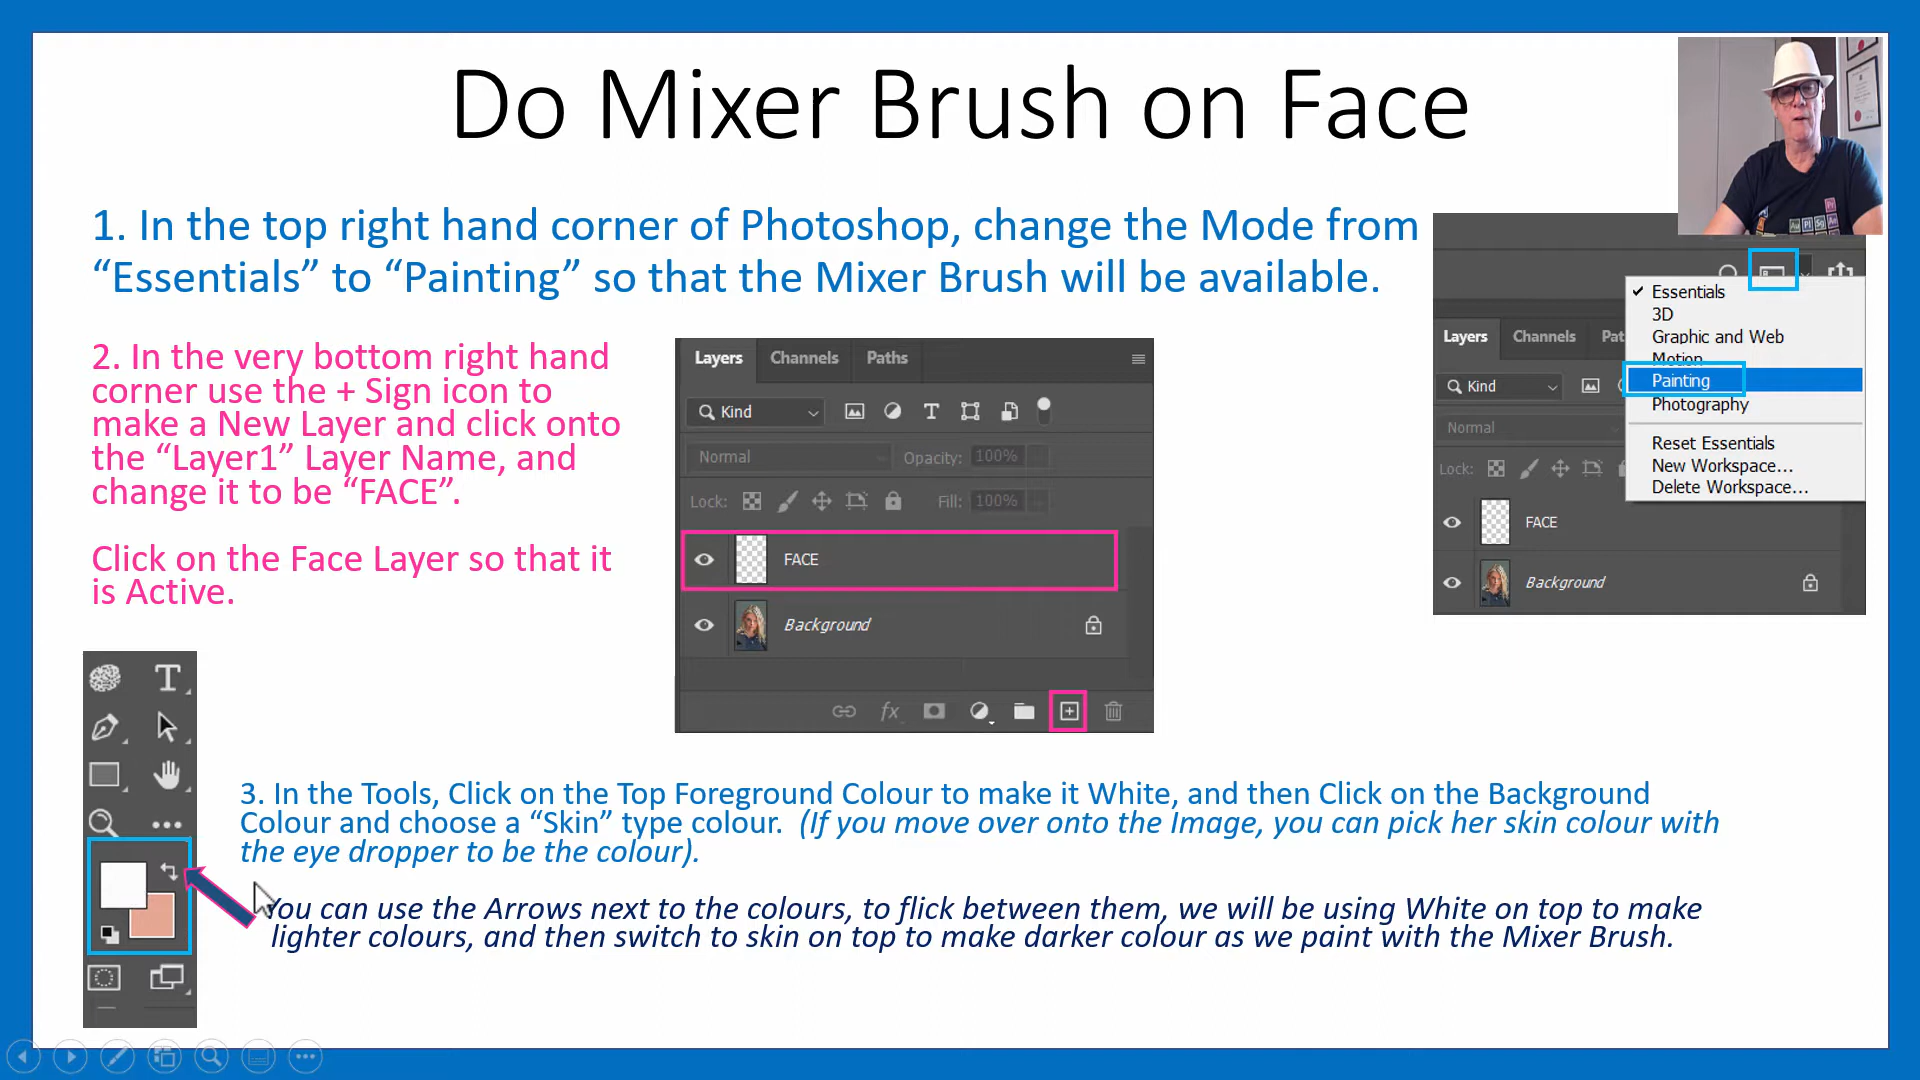 Do Mixer Brush on Face
1. In the top right hand corner of Photoshop, change the Mode from
“Essentials” to “Painting” so that the Mixer Brush will be available.
2. In the very bottom right hand
corner use the + Sign icon to
make a New Layer and click onto
the “Layer1” Layer Name, and
change it to be “FACE”.
Click on the Face Layer so that it
is Active.
Layers Channels Paths
Kind
Normal Opacity: 100%
Lock: Fill: 100%
FACE
Background
fx
Essentials
3D
Graphic and Web
Motion
Painting
Photography
Reset Essentials
New Workspace...
Delete Workspace...
Layers Channels Pat
Kind
Normal
Lock:
FACE
Background
T
3. In the Tools, Click on the Top Foreground Colour to make it White, and then Click on the Background
Colour and choose a “Skin” type colour. (If you move over onto the Image, you can pick her skin colour with
the eye dropper to be the colour).
You can use the Arrows next to the colours, to flick between them, we will be using White on top to make
lighter colours, and then switch to skin on top to make darker colour as we paint with the Mixer Brush.